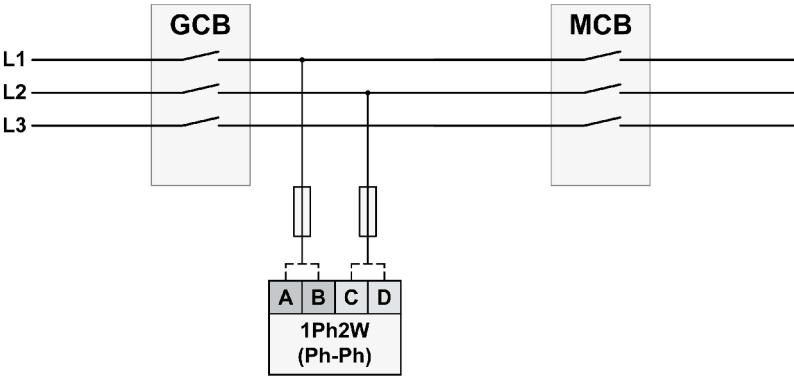 GCB MCB
L1
L2
L3
A B C D
1Ph2W
(Ph-Ph)